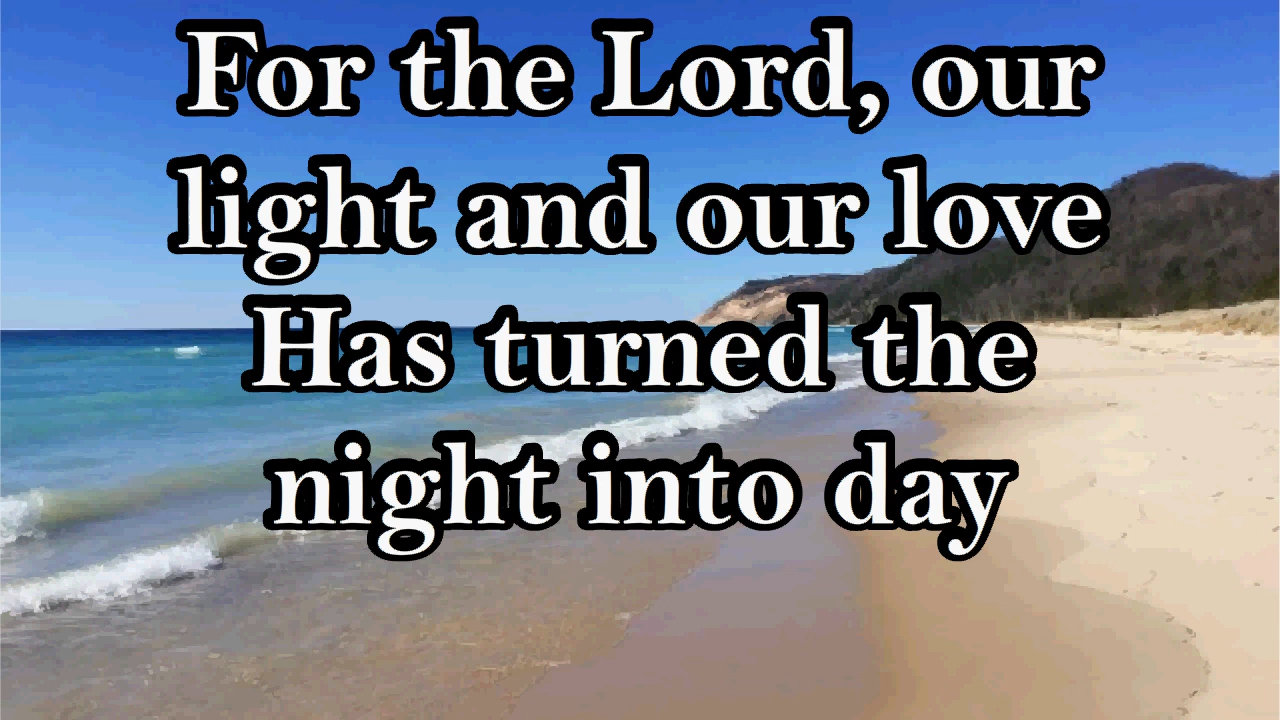 For the Lord, our
light and our love
Has turned the
night into day